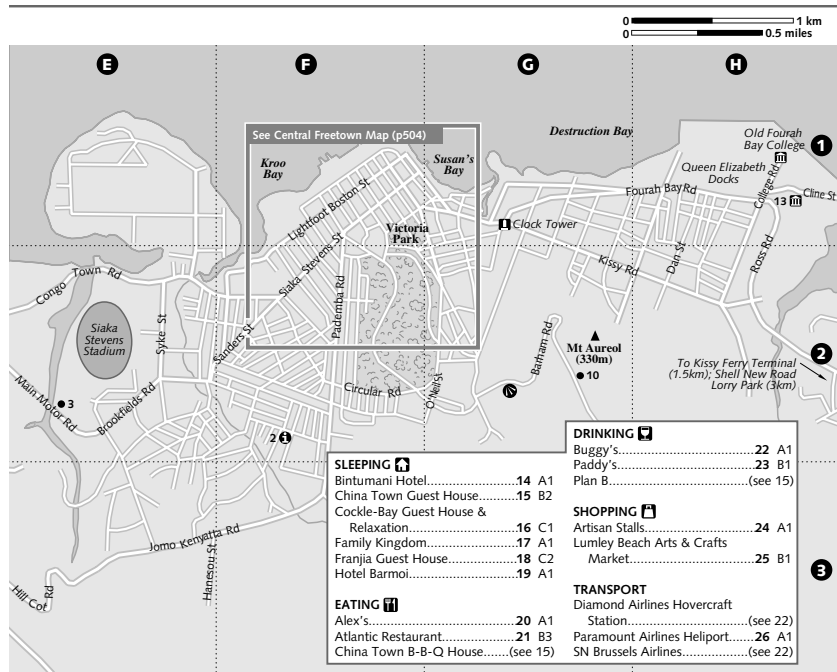 0 1 km
0 0.5 miles
E F G H
See Central Freetown Map (p504)
Destruction Bay
Old Fourah
Bay College
1
Kroo
Bay
Susan's
Bay
Queen Elizabeth
Docks
College Rd
Cline St
13
Fourah Bay Rd
Lightfoot Boston St
Victoria
Park
Clock Tower
Siaka Stevens St
Kissy Rd
Dan St
Ross Rd
Congo Town Rd
Pademba Rd
Siaka
Stevens
Stadium
Syke St
Sanders St
Barham Rd
Mt Aureol
(330m)
10
2
To Kissy Ferry Terminal
(1.5km); Shell New Road
Lorry Park (3km)
Main Motor Rd
3
Brookfields Rd
Circular Rd
O'Neil St
2
Jomo Kenyatta Rd
Hanesou St
Hill Cot Rd
3
SLEEPING
Bintumani Hotel........................14 A1
China Town Guest House.........15 B2
Cockle-Bay Guest House &
Relaxation..............................16 C1
Family Kingdom.......................17 A1
Franjia Guest House.................18 C2
Hotel Barmoi...........................19 A1
EATING
Alex's.......................................20 A1
Atlantic Restaurant...................21 B3
China Town B-B-Q House......(see 15)
DRINKING
Buggy's....................................22 A1
Paddy's....................................23 B1
Plan B....................................(see 15)
SHOPPING
Artisan Stalls............................24 A1
Lumley Beach Arts & Crafts
Market....................................25 B1
TRANSPORT
Diamond Airlines Hovercraft
Station..................................(see 22)
Paramount Airlines Heliport......26 A1
SN Brussels Airlines................(see 22)